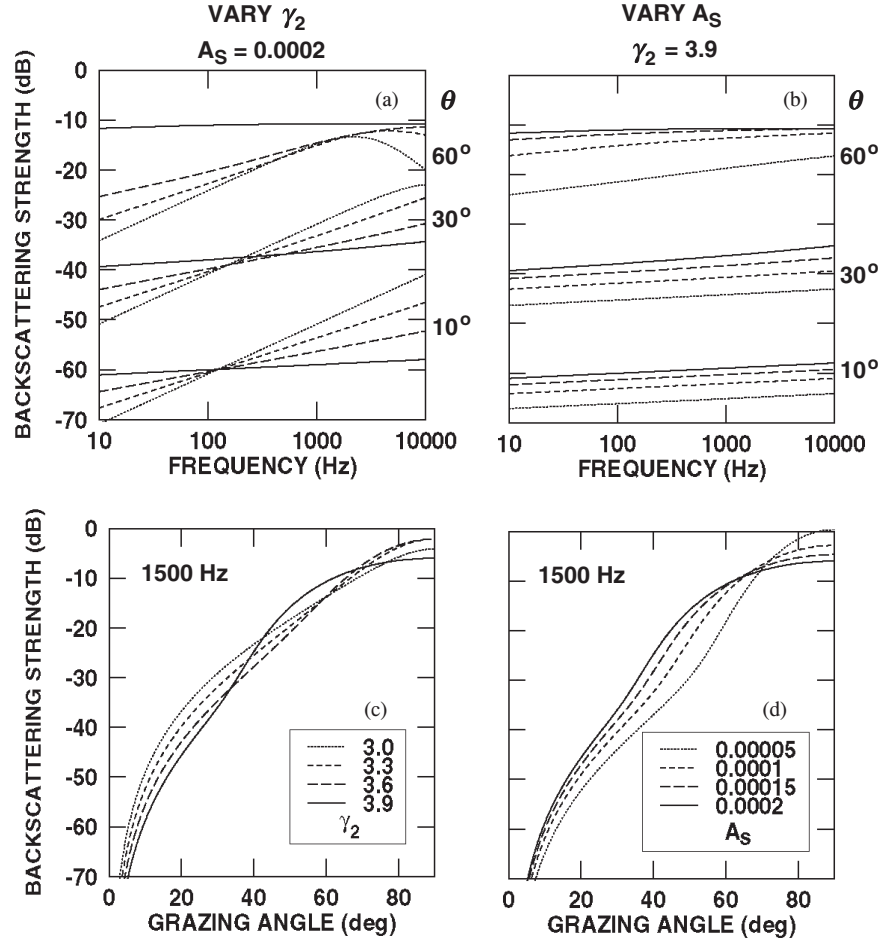 VARY γ2
AS = 0.0002
VARY AS
γ2 = 3.9
BACKSCATTERING STRENGTH (dB)
0
-10
-20
-30
-40
-50
-60
-70
(a)
θ
60°
30°
10°
10
100
1000
10000
FREQUENCY (Hz)
(b)
θ
60°
30°
10°
10
100
1000
10000
FREQUENCY (Hz)
BACKSCATTERING STRENGTH (dB)
0
-10
-20
-30
-40
-50
-60
-70
1500 Hz
(c)
3.0
3.3
3.6
3.9
γ2
0
20
40
60
80
GRAZING ANGLE (deg)
1500 Hz
(d)
0.00005
0.0001
0.00015
0.0002
AS
0
20
40
60
80
GRAZING ANGLE (deg)